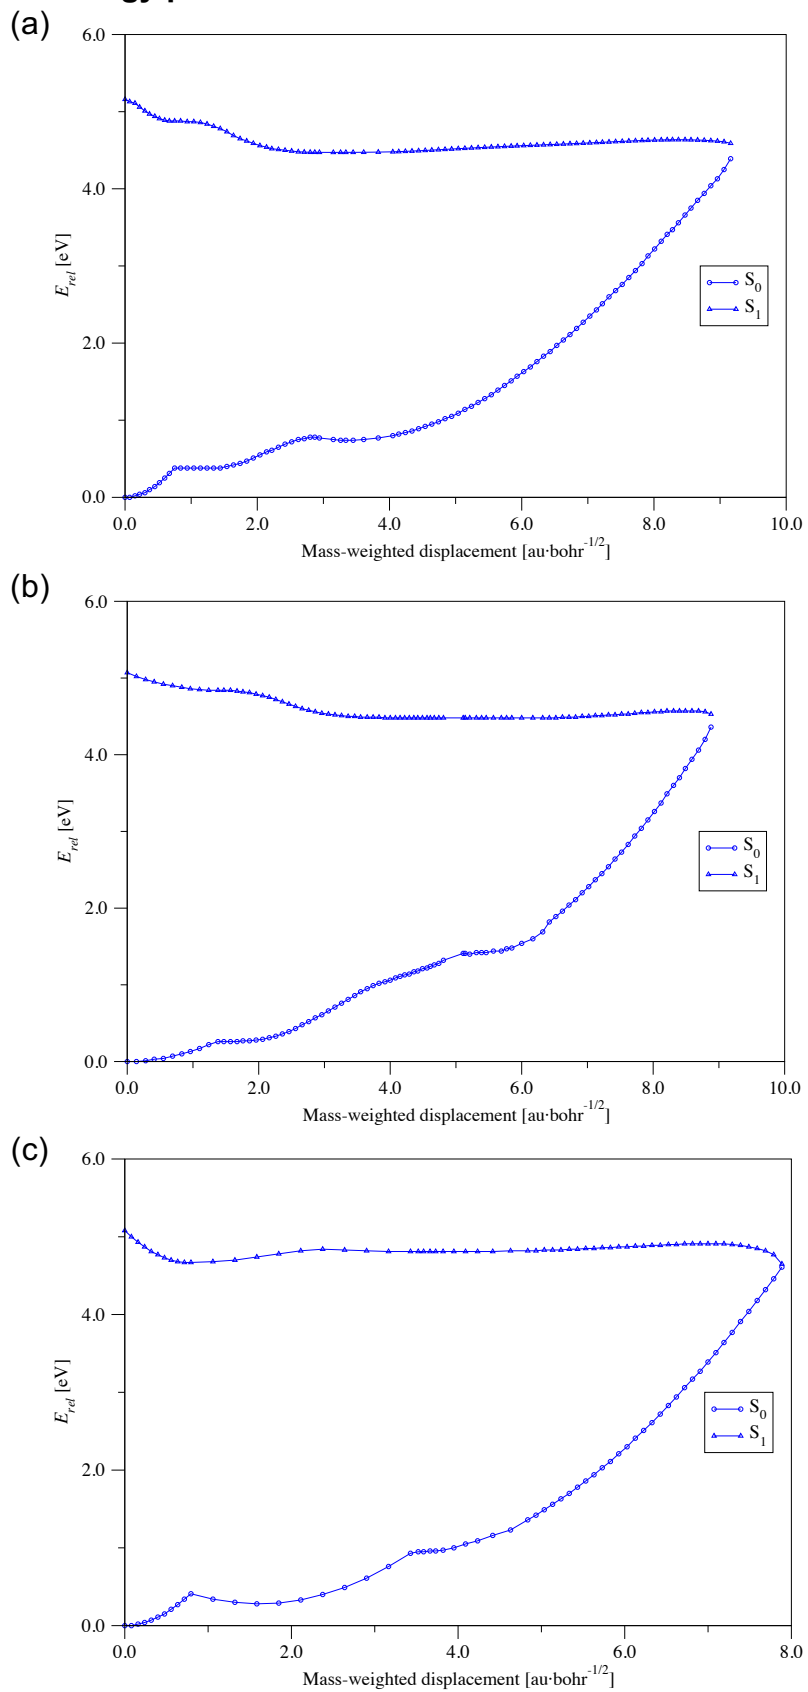 (a)
6.0
4.0
2.0
0.0
E_rel [eV]
S_0
S_1
0.0 2.0 4.0 6.0 8.0 10.0
Mass-weighted displacement [au·bohr^-1/2]
(b)
6.0
4.0
2.0
0.0
E_rel [eV]
S_0
S_1
0.0 2.0 4.0 6.0 8.0 10.0
Mass-weighted displacement [au·bohr^-1/2]
(c)
6.0
4.0
2.0
0.0
E_rel [eV]
S_0
S_1
0.0 2.0 4.0 6.0 8.0
Mass-weighted displacement [au·bohr^-1/2]